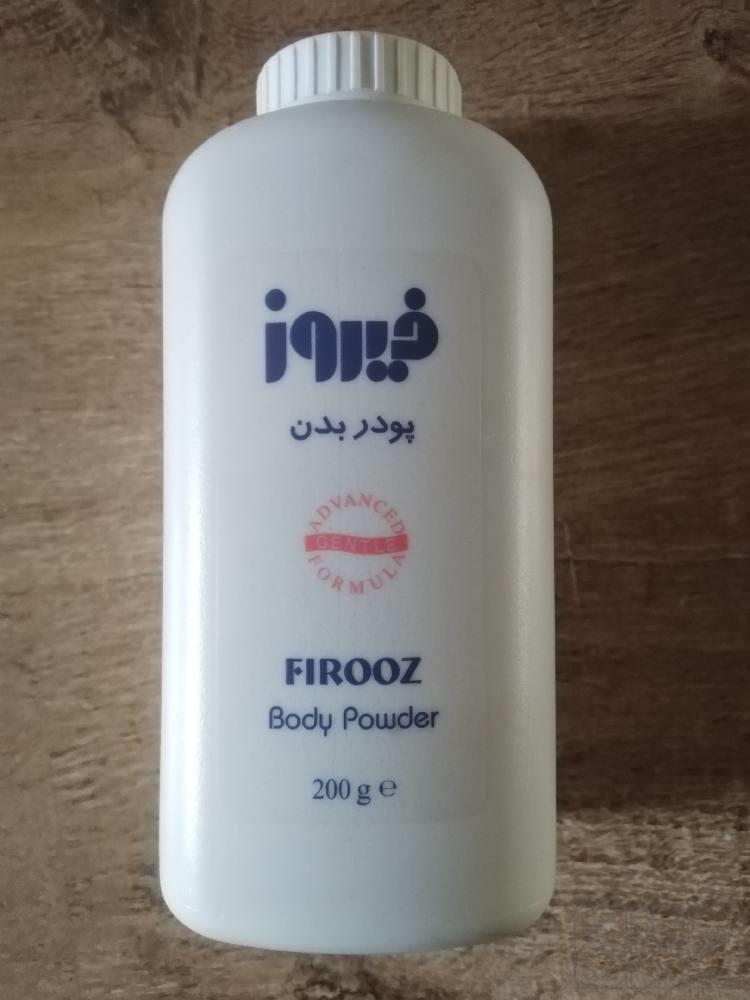 فیروز
پودر بدن
ADVANCED
GENTLE
FORMULA
FIROOZ
Body Powder
200 g ℮